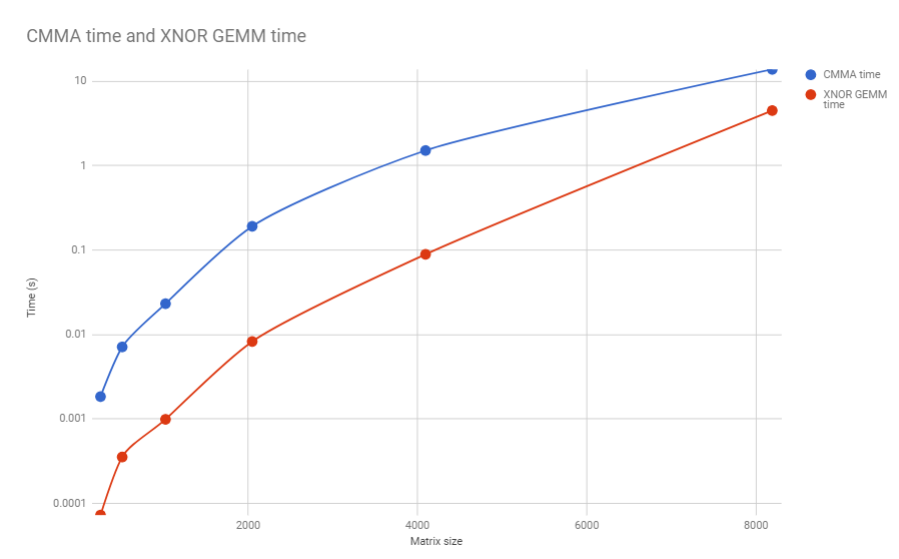 CMMA time and XNOR GEMM time
CMMA time
XNOR GEMM
time
10
1
0.1
0.01
0.001
0.0001
Time (s)
2000
4000
6000
8000
Matrix size